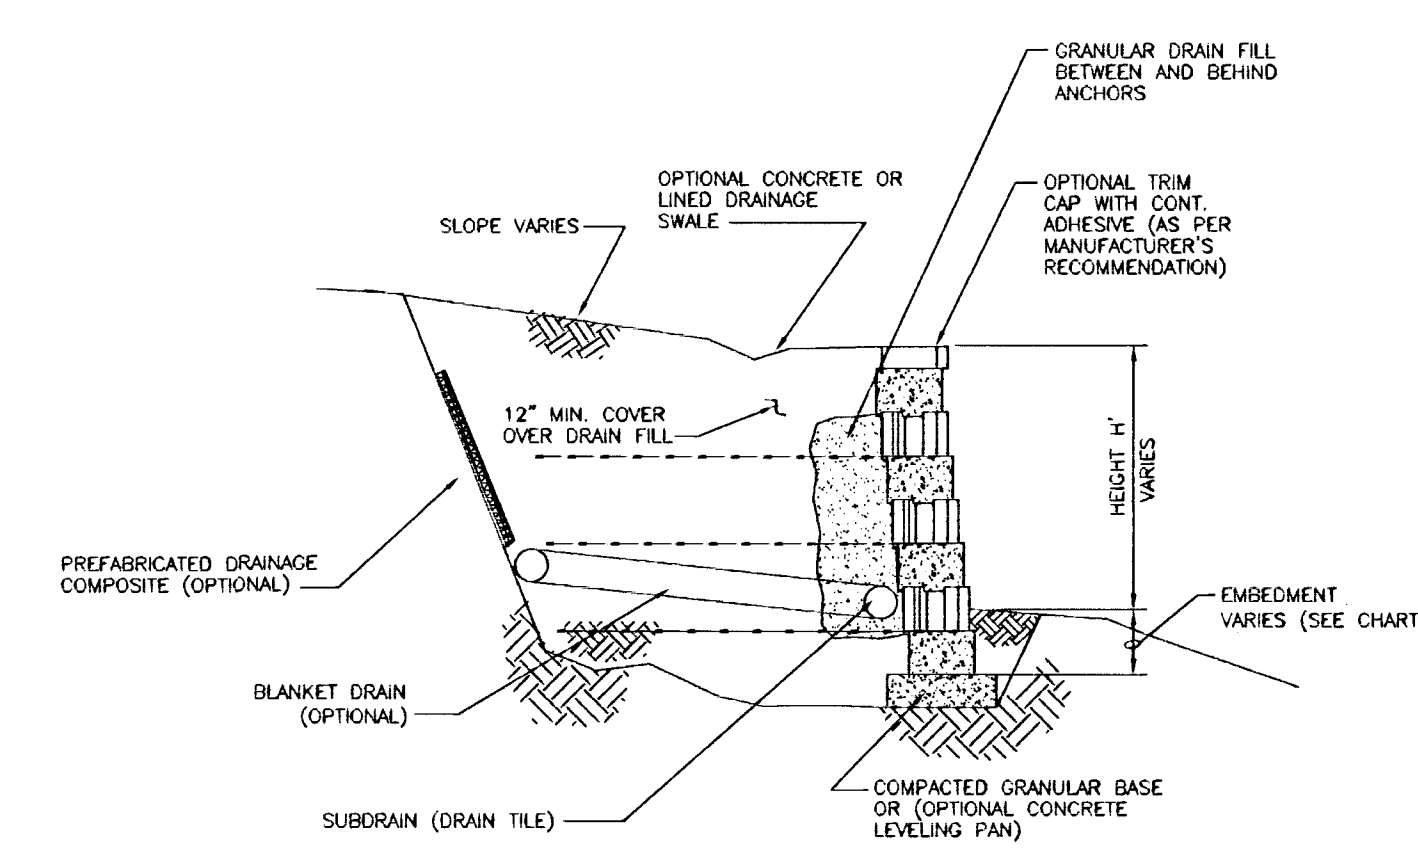 GRANULAR DRAIN FILL
BETWEEN AND BEHIND
ANCHORS
OPTIONAL CONCRETE OR
LINED DRAINAGE
SWALE
OPTIONAL TRIM
CAP WITH CONT.
ADHESIVE (AS PER
MANUFACTURER'S
RECOMMENDATION)
SLOPE VARIES
12" MIN. COVER
OVER DRAIN FILL
HEIGHT H'
VARIES
PREFABRICATED DRAINAGE
COMPOSITE (OPTIONAL)
EMBEDMENT
VARIES (SEE CHART
BLANKET DRAIN
(OPTIONAL)
COMPACTED GRANULAR BASE
OR (OPTIONAL CONCRETE
LEVELING PAN)
SUBDRAIN (DRAIN TILE)